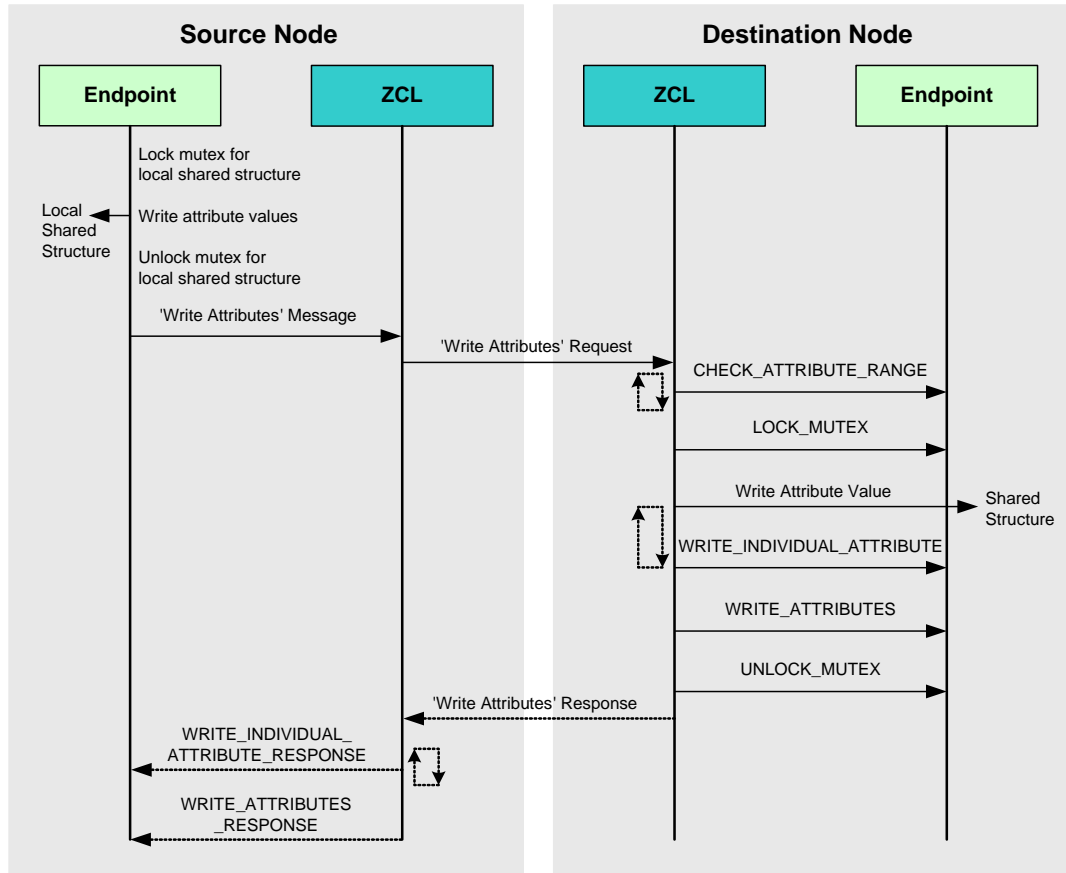 Source Node
Destination Node
Endpoint
ZCL
ZCL
Endpoint
Lock mutex for
local shared structure
Local
Shared
Structure
Write attribute values
Unlock mutex for
local shared structure
'Write Attributes' Message
'Write Attributes' Request
CHECK_ATTRIBUTE_RANGE
LOCK_MUTEX
Write Attribute Value
Shared
Structure
WRITE_INDIVIDUAL_ATTRIBUTE
WRITE_ATTRIBUTES
UNLOCK_MUTEX
'Write Attributes' Response
WRITE_INDIVIDUAL_
ATTRIBUTE_RESPONSE
WRITE_ATTRIBUTES
_RESPONSE